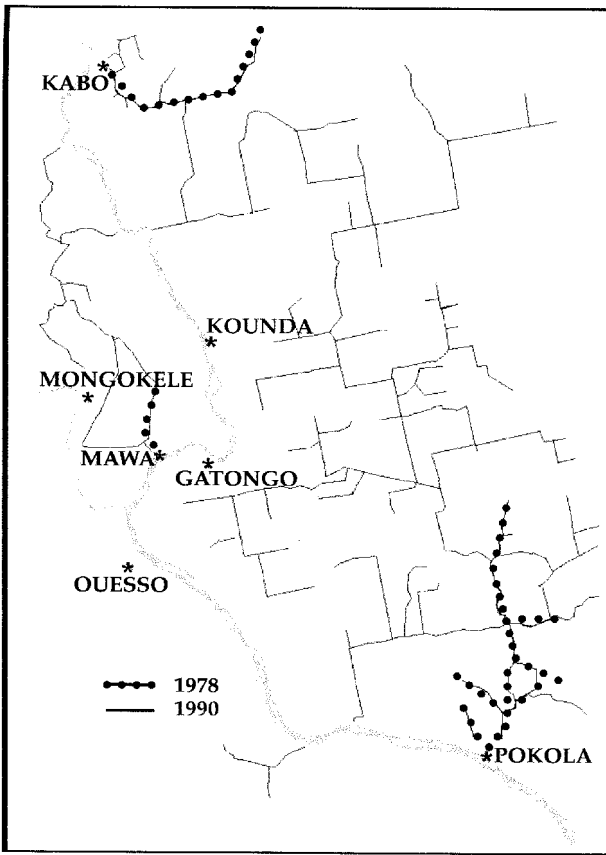 KABO
KOUNDA
MONGOKELE
MAWA
GATONGO
OUESSO
1978
1990
POKOLA